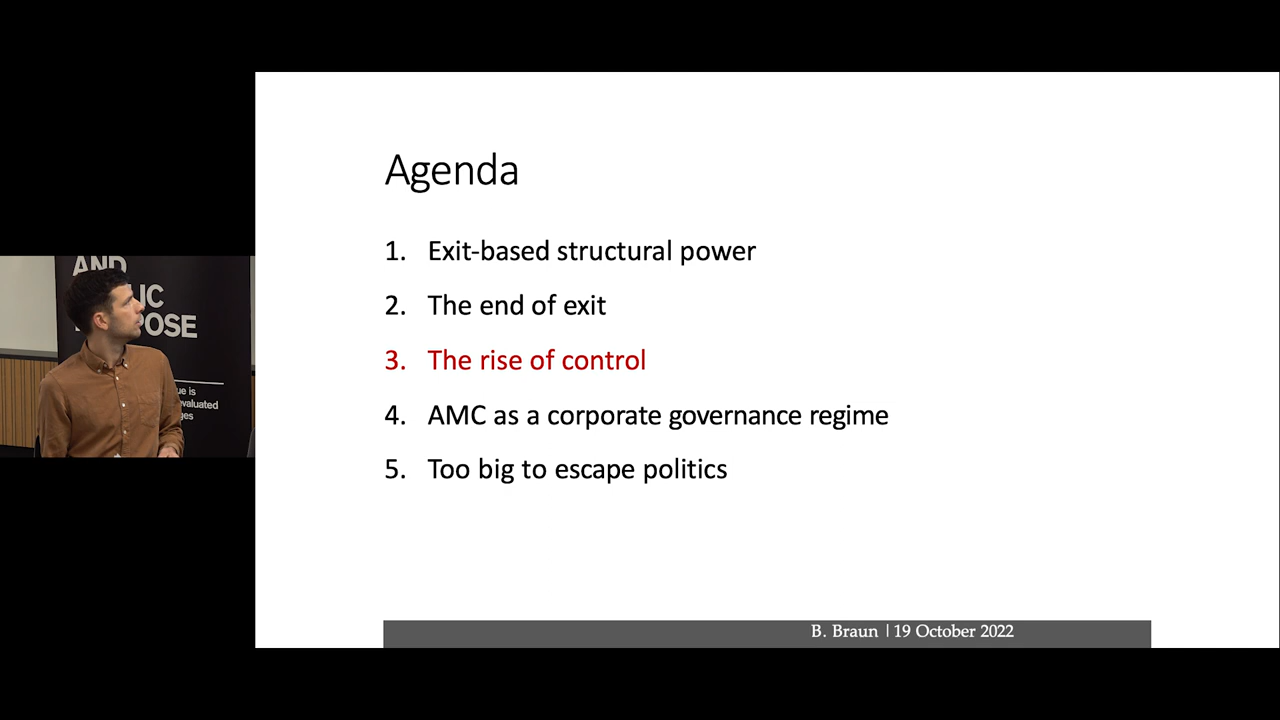 Agenda
1. Exit-based structural power
2. The end of exit
3. The rise of control
4. AMC as a corporate governance regime
5. Too big to escape politics
B. Braun | 19 October 2022
AND